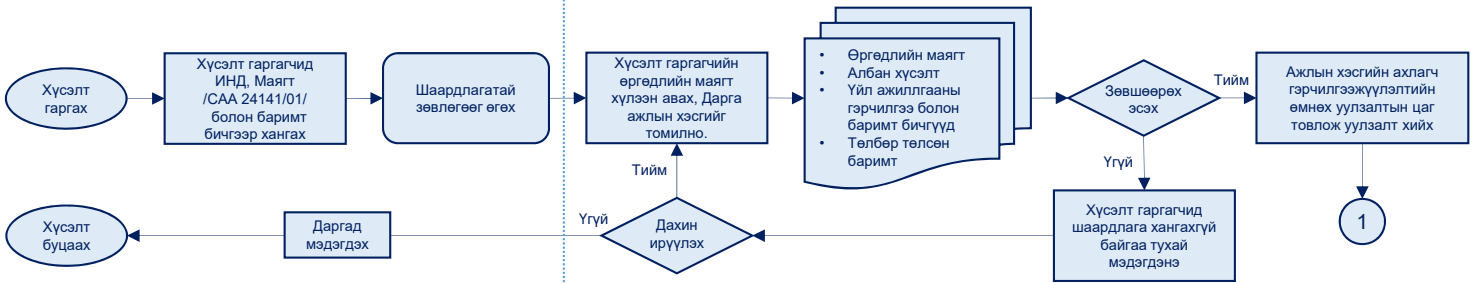 Хүсэлт
гаргах
Хүсэлт гаргагчид
ИНД, Маягт
/CAA 24141/01/
болон баримт
бичгээр хангах
Шаардлагатай
зөвлөгөөг өгөх
Хүсэлт гаргагчийн
өргөдлийн маягт
хүлээн авах, Дарга
ажлын хэсгийг
томилно.
• Өргөдлийн маягт
• Албан хүсэлт
• Үйл ажиллгааны
гэрчилгээ болон
баримт бичгүүд
• Төлбөр төлсөн
баримт
Зөвшөөрөх
эсэх
Тийм
Ажлын хэсгийн ахлагч
гэрчилгээжүүлэлтийн
өмнөх уулзалтын цаг
товлож уулзалт хийх
Үгүй
Тийм
Хүсэлт
буцаах
Даргад
мэдэгдэх
Үгүй
Дахин
ирүүлэх
Хүсэлт гаргагчид
шаардлага хангахгүй
байгаа тухай
мэдэгдэнэ
1